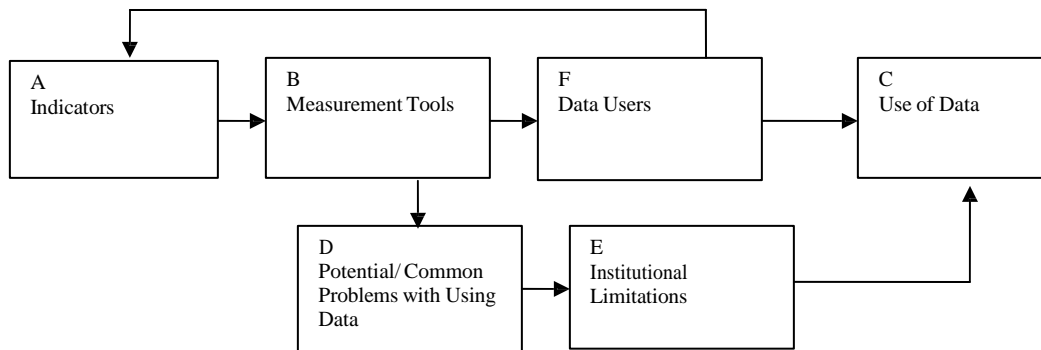 A
Indicators
B
Measurement Tools
F
Data Users
C
Use of Data
D
Potential/ Common
Problems with Using
Data
E
Institutional
Limitations